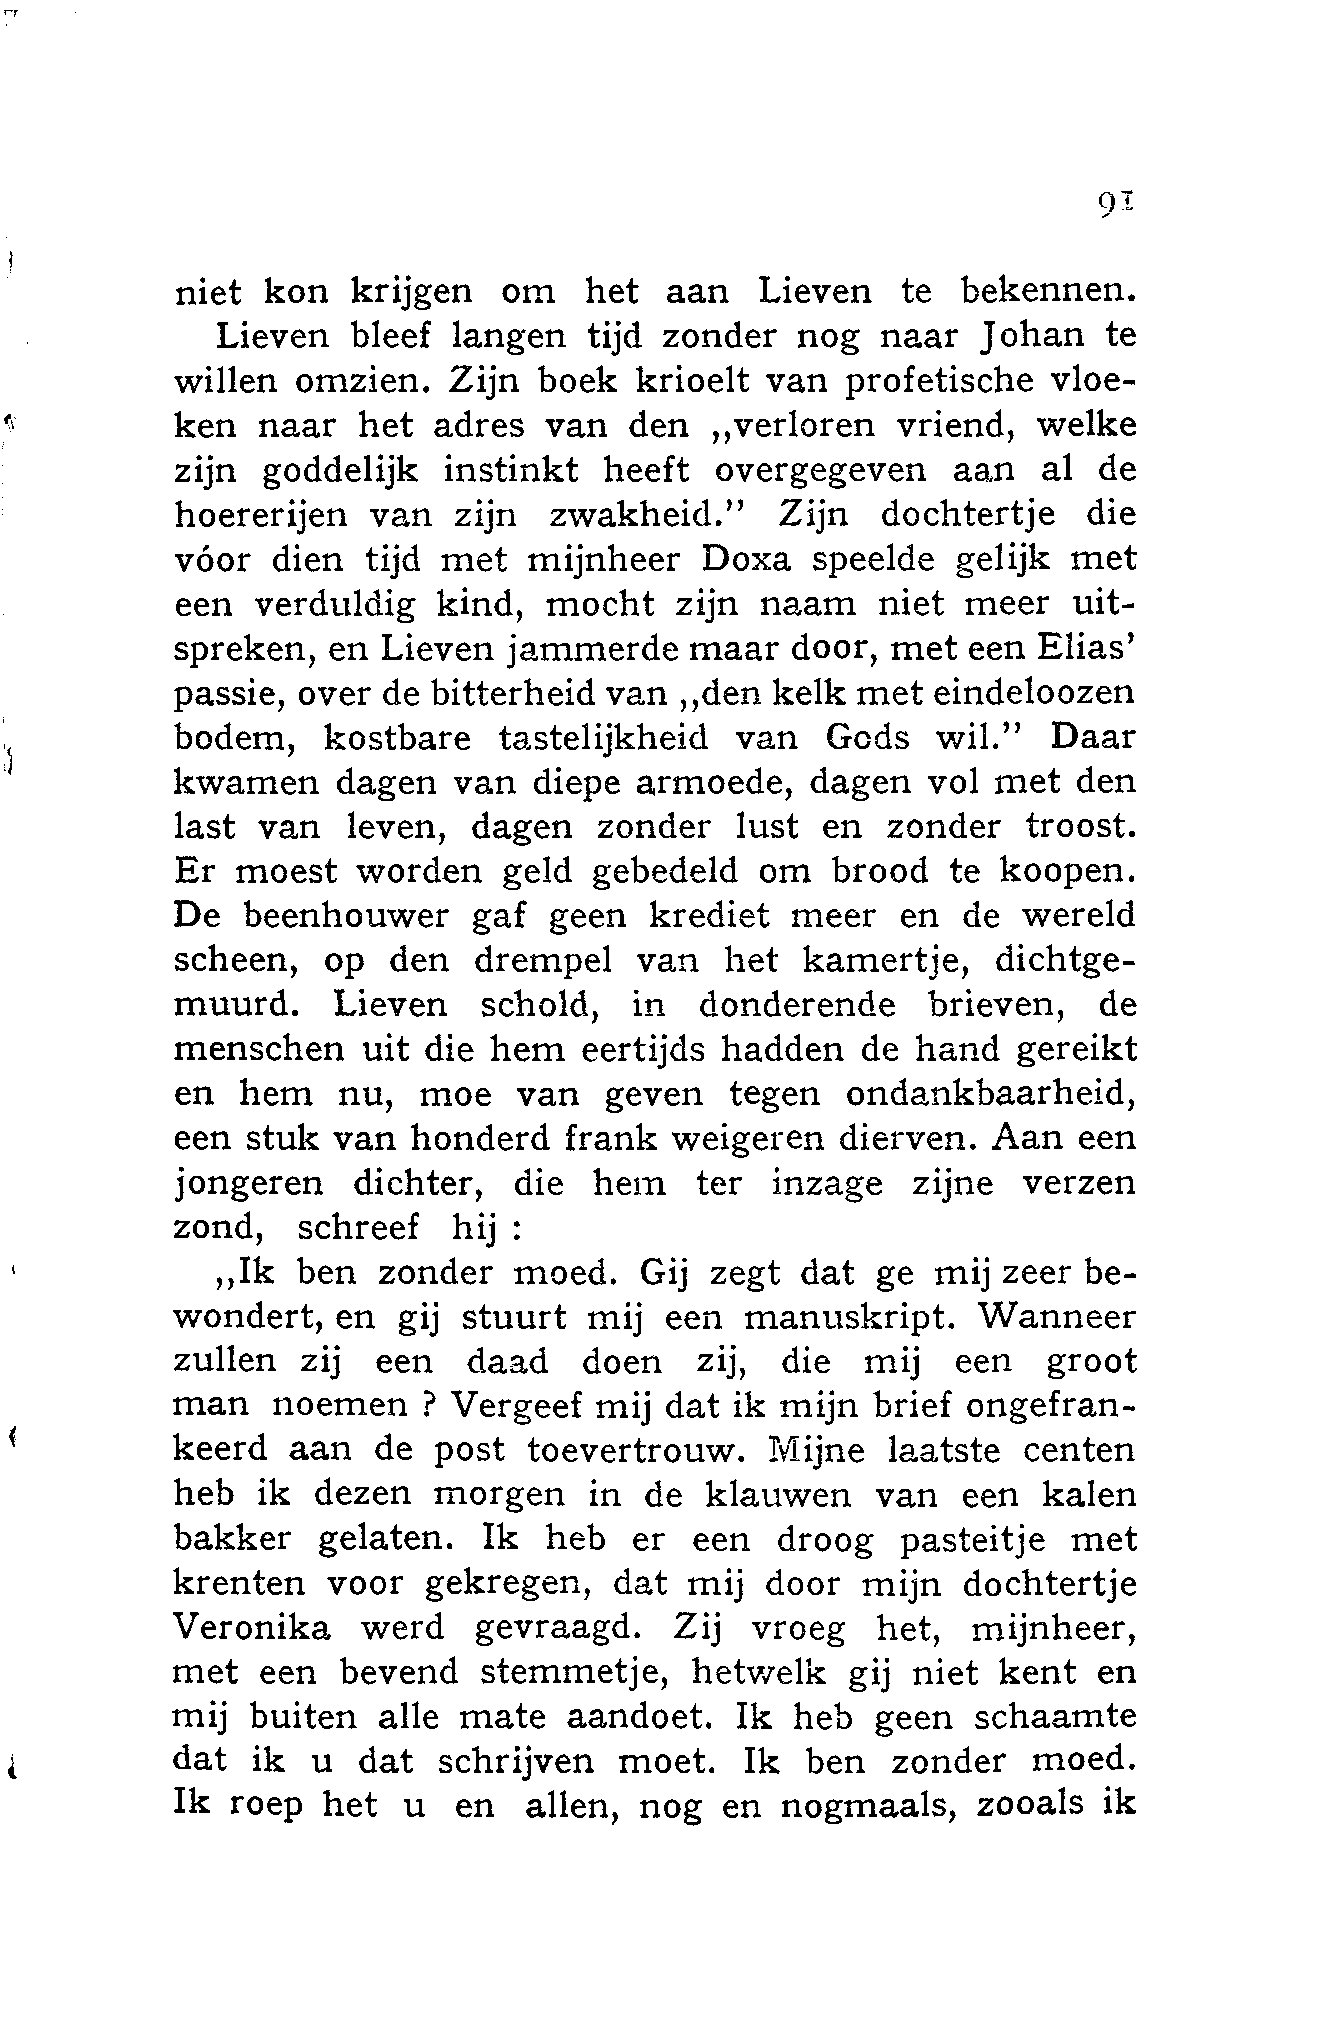 91
niet kon krijgen om het aan Lieven te bekennen.
Lieven bleef langen tijd zonder nog naar Johan te
willen omzien. Zijn boek krioelt van profetische vloe-
ken naar het adres van den ,,verloren vriend, welke
zijn goddelijk instinkt heeft overgegeven aan al de
hoererijen van zijn zwakheid.” Zijn dochtertje die
vóor dien tijd met mijnheer Doxa speelde gelijk met
een verduldig kind, mocht zijn naam niet meer uit-
spreken, en Lieven jammerde maar door, met een Elias’
passie, over de bitterheid van ,,den kelk met eindeloozen
bodem, kostbare tastelijkheid van Gods wil.” Daar
kwamen dagen van diepe armoede, dagen vol met den
last van leven, dagen zonder lust en zonder troost.
Er moest worden geld gebedeld om brood te koopen.
De beenhouwer gaf geen krediet meer en de wereld
scheen, op den drempel van het kamertje, dichtge-
muurd. Lieven schold, in donderende brieven, de
menschen uit die hem eertijds hadden de hand gereikt
en hem nu, moe van geven tegen ondankbaarheid,
een stuk van honderd frank weigeren dierven. Aan een
jongeren dichter, die hem ter inzage zijne verzen
zond, schreef hij :
,,Ik ben zonder moed. Gij zegt dat ge mij zeer be-
wondert, en gij stuurt mij een manuskript. Wanneer
zullen zij een daad doen zij, die mij een groot
man noemen ? Vergeef mij dat ik mijn brief ongefran-
keerd aan de post toevertrouw. Mijne laatste centen
heb ik dezen morgen in de klauwen van een kalen
bakker gelaten. Ik heb er een droog pasteitje met
krenten voor gekregen, dat mij door mijn dochtertje
Veronika werd gevraagd. Zij vroeg het, mijnheer,
met een bevend stemmetje, hetwelk gij niet kent en
mij buiten alle mate aandoet. Ik heb geen schaamte
dat ik u dat schrijven moet. Ik ben zonder moed.
Ik roep het u en allen, nog en nogmaals, zooals ik